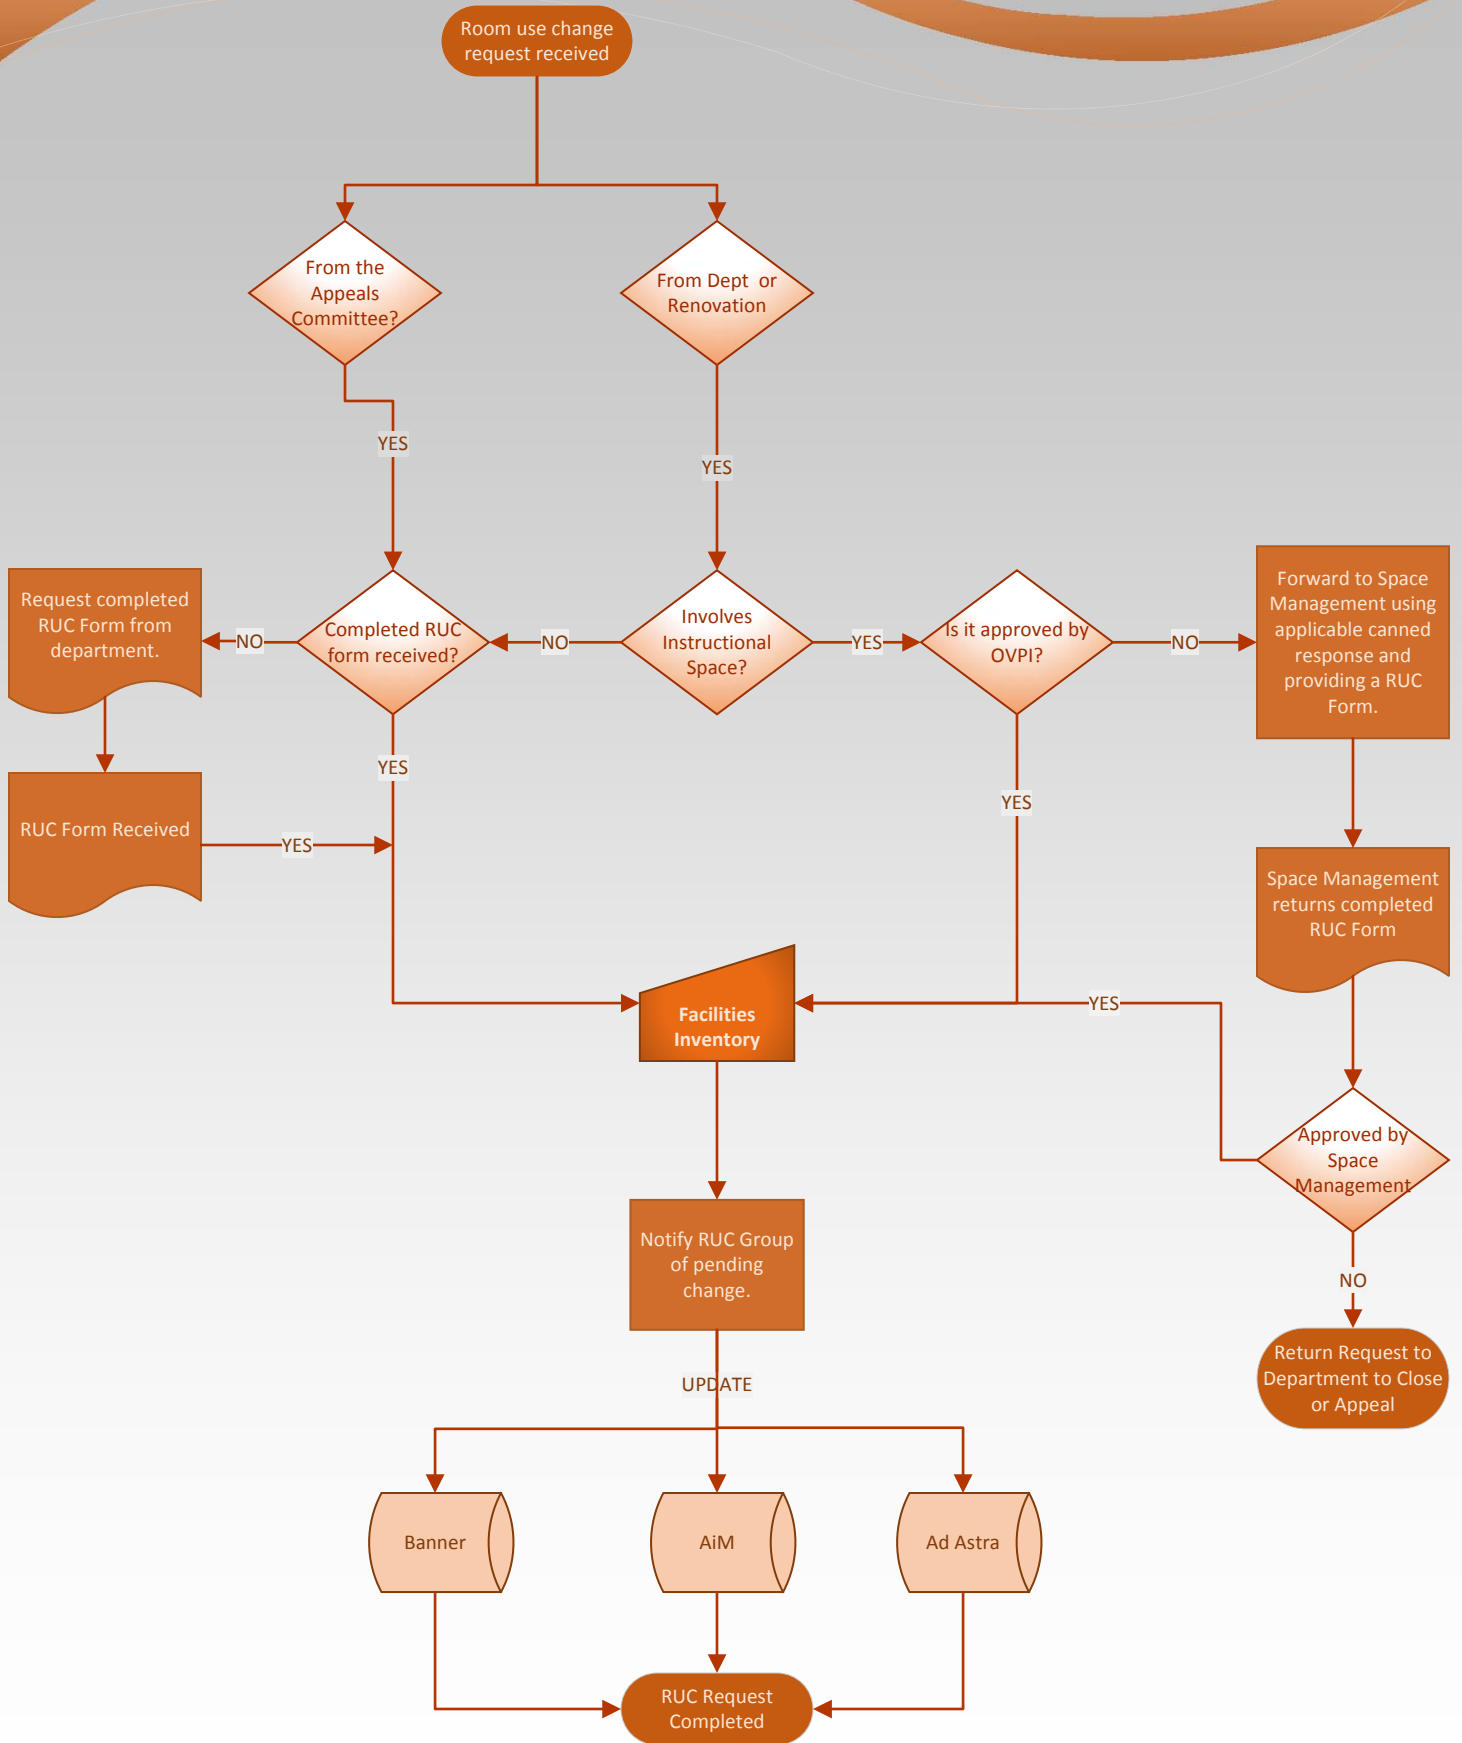 Room use change
request received
From the
Appeals
Committee?
From Dept  or
Renovation
YES
YES
Request completed
RUC Form from
department.
NO
Completed RUC
form received?
NO
Involves
Instructional
Space?
YES
Is it approved by
OVPI?
NO
Forward to Space
Management using
applicable canned
response and
providing a RUC
Form.
YES
YES
RUC Form Received
YES
Space Management
returns completed
RUC Form
Facilities
Inventory
YES
Approved by
Space
Management
Notify RUC Group
of pending
change.
NO
Return Request to
Department to Close
or Appeal
UPDATE
Banner
AiM
Ad Astra
RUC Request
Completed